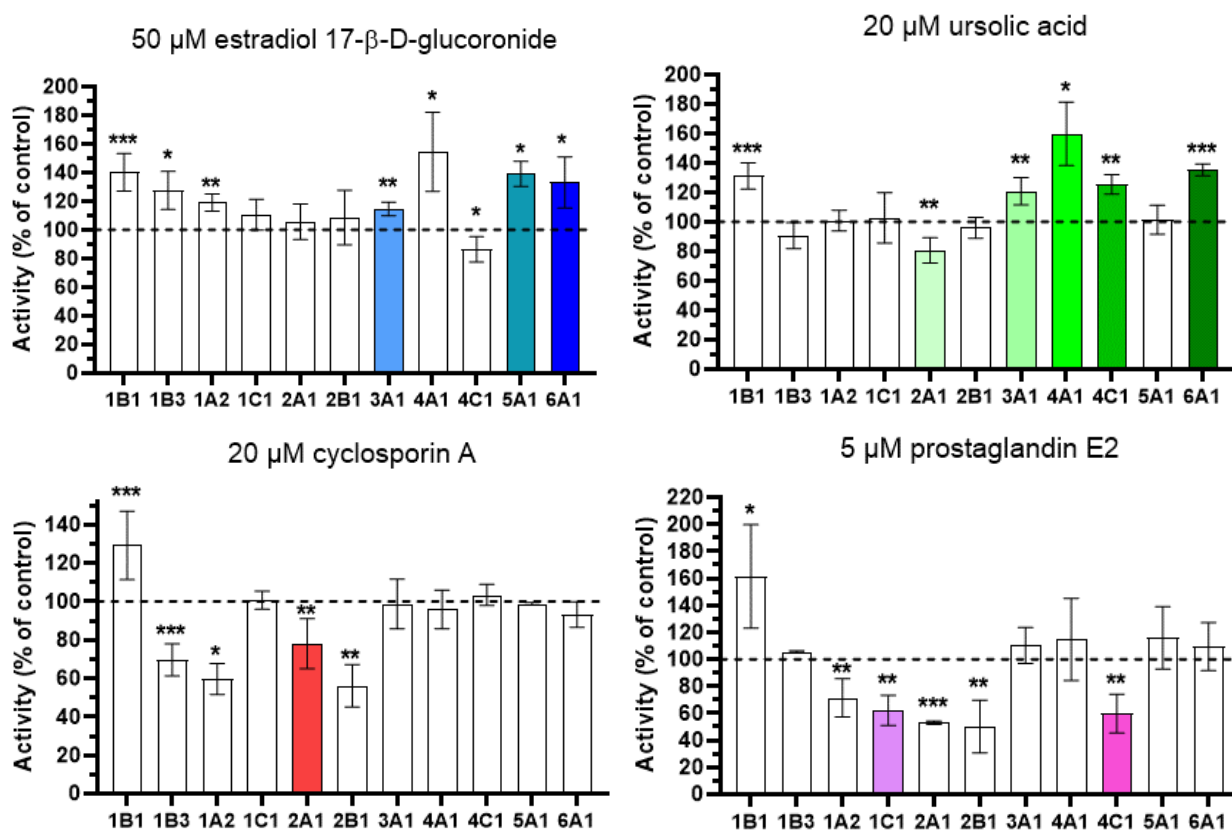 50 µM estradiol 17-β-D-glucoronide
Activity (% of control)
200
180
160
140
120
100
80
60
40
20
0
*** * ** ** * * * *
1B1 1B3 1A2 1C1 2A1 2B1 3A1 4A1 4C1 5A1 6A1
20 µM ursolic acid
Activity (% of control)
200
180
160
140
120
100
80
60
40
20
0
*** ** ** * ** ***
1B1 1B3 1A2 1C1 2A1 2B1 3A1 4A1 4C1 5A1 6A1
20 µM cyclosporin A
Activity (% of control)
140
120
100
80
60
40
20
0
*** *** * ** **
1B1 1B3 1A2 1C1 2A1 2B1 3A1 4A1 4C1 5A1 6A1
5 µM prostaglandin E2
Activity (% of control)
220
200
180
160
140
120
100
80
60
40
20
0
* ** ** *** ** **
1B1 1B3 1A2 1C1 2A1 2B1 3A1 4A1 4C1 5A1 6A1